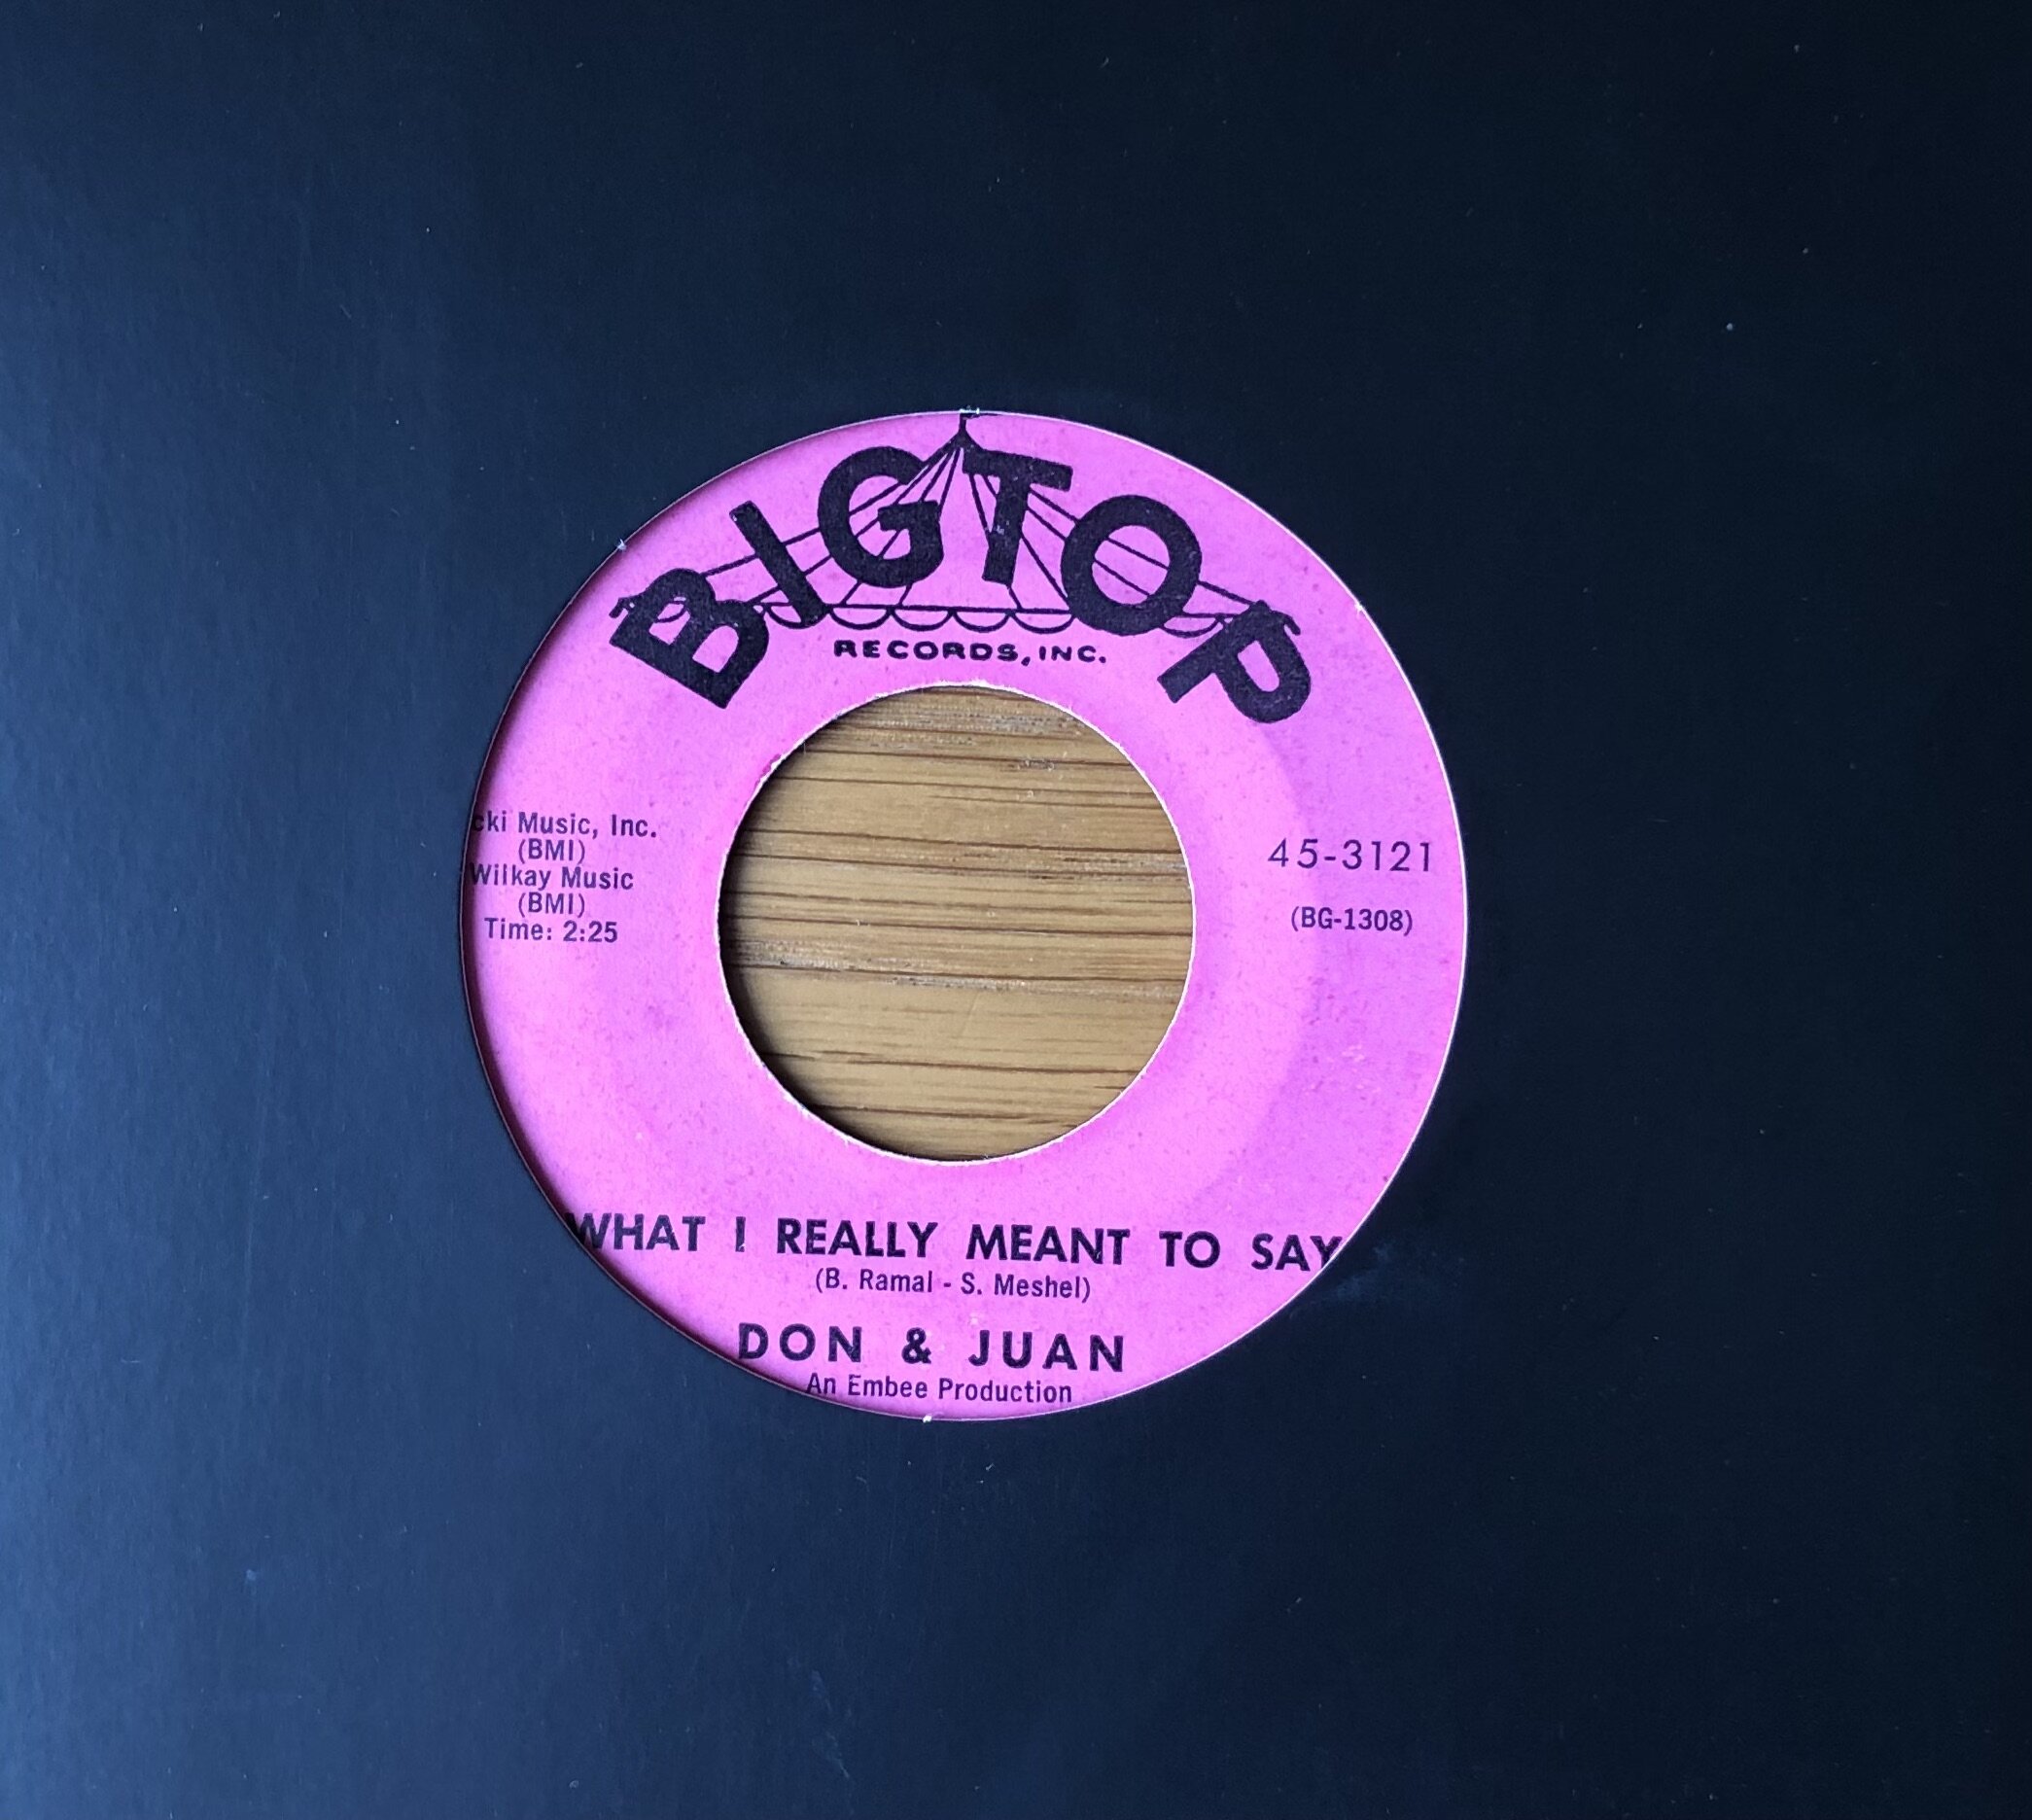 BIGTOP
RECORDS, INC.
Music, Inc.
(BMI)
Wilkay Music
(BMI)
Time: 2:25
45-3121
(BG-1308)
WHAT I REALLY MEANT TO SAY
(B. Ramal - S. Meshel)
DON & JUAN
An Embee Production